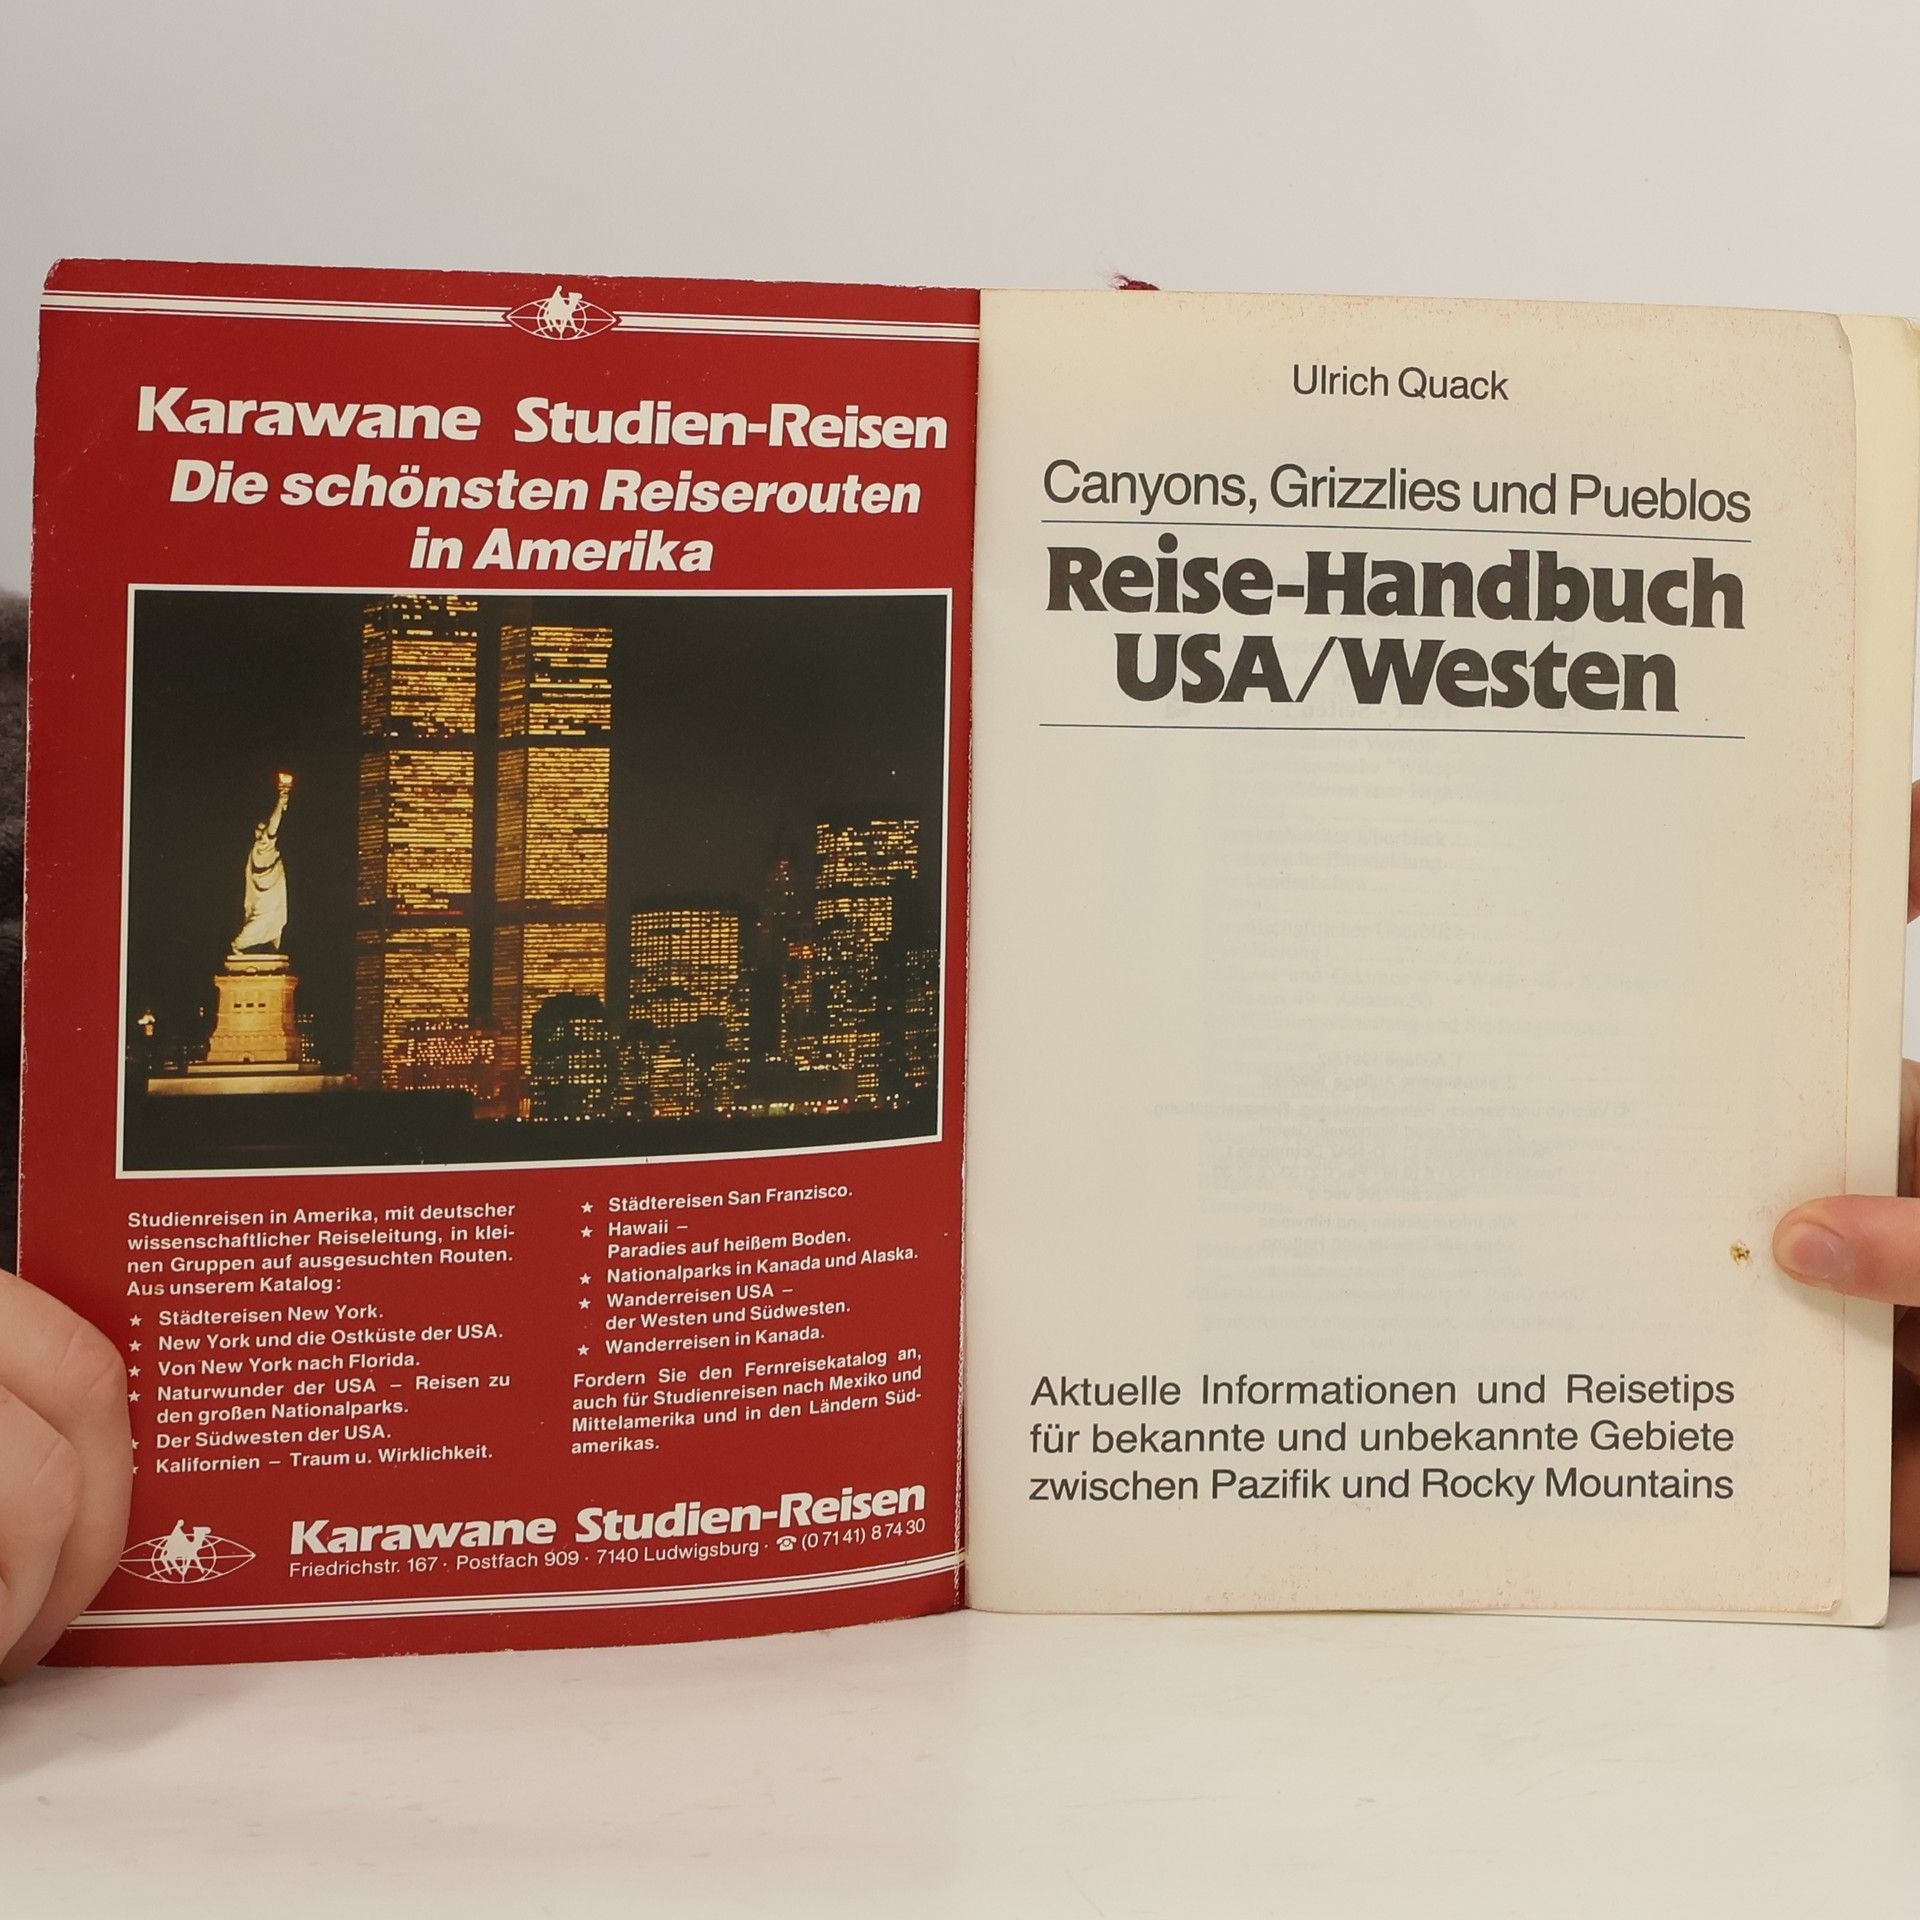 Karawane Studien-Reisen
Die schönsten Reiserouten
in Amerika
Studienreisen in Amerika, mit deutscher
wissenschaftlicher Reiseleitung, in klei-
nen Gruppen auf ausgesuchten Routen.
Aus unserem Katalog:
★ Städtereisen New York.
★ New York und die Ostküste der USA.
★ Von New York nach Florida.
★ Naturwunder der USA – Reisen zu
den großen Nationalparks.
★ Der Südwesten der USA.
★ Kalifornien – Traum u. Wirklichkeit.
★ Städtereisen San Franzisco.
★ Hawaii –
Paradies auf heißem Boden.
★ Nationalparks in Kanada und Alaska.
★ Wanderreisen USA –
der Westen und Südwesten.
★ Wanderreisen in Kanada.
Fordern Sie den Fernreisekatalog an,
auch für Studienreisen nach Mexiko und
Mittelamerika und in den Ländern Süd-
amerikas.
Karawane Studien-Reisen
Friedrichstr. 167 · Postfach 909 · 7140 Ludwigsburg · ☎ (0 71 41) 8 74 30
Ulrich Quack
Canyons, Grizzlies und Pueblos
Reise-Handbuch
USA/Westen
Aktuelle Informationen und Reisetips
für bekannte und unbekannte Gebiete
zwischen Pazifik und Rocky Mountains